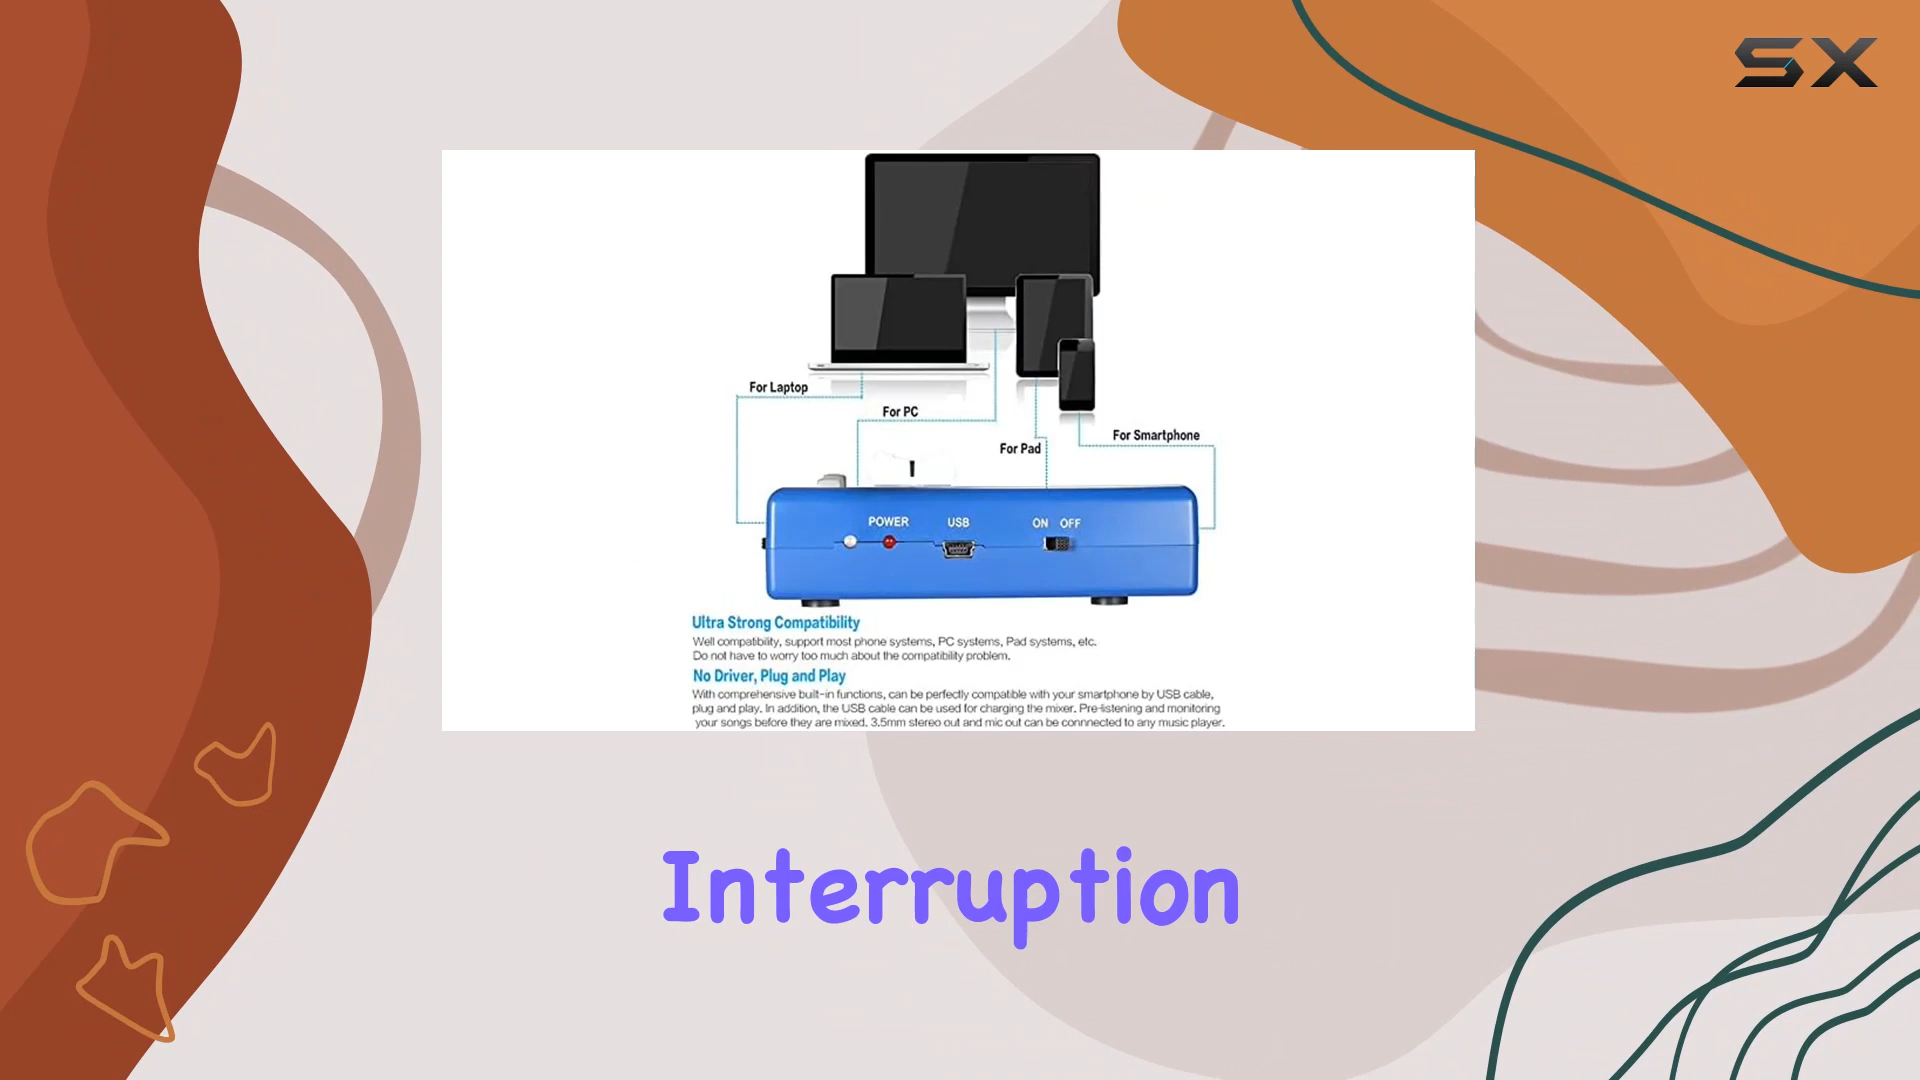 SX
For Laptop
For PC
For Smartphone
For Pad
POWER USB ON OFF
Ultra Strong Compatibility
Well compatibility, support most phone systems, PC systems, Pad systems, etc.
Do not have to worry too much about the compatibility problem.
No Driver, Plug and Play
With comprehensive built-in functions, can be perfectly compatible with your smartphone by USB cable,
plug and play. In addition, the USB cable can be used for charging the mixer. Pre-listening and monitoring
your songs before they are mixed. 3.5mm stereo out and mic out can be connnected to any music player.
Interruption